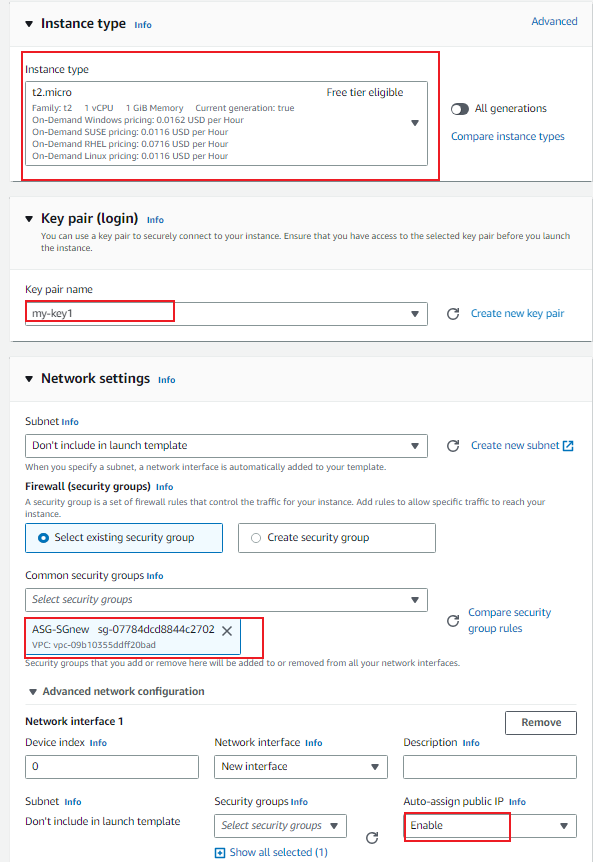 Instance type Info
Advanced
Instance type
t2.micro Free tier eligible
Family: t2 1 vCPU 1 GiB Memory Current generation: true
On-Demand Windows pricing: 0.0162 USD per Hour
On-Demand SUSE pricing: 0.0116 USD per Hour
On-Demand RHEL pricing: 0.0716 USD per Hour
On-Demand Linux pricing: 0.0116 USD per Hour
All generations
Compare instance types
Key pair (login) Info
You can use a key pair to securely connect to your instance. Ensure that you have access to the selected key pair before you launch
the instance.
Key pair name
my-key1
Create new key pair
Network settings Info
Subnet Info
Don't include in launch template
Create new subnet
When you specify a subnet, a network interface is automatically added to your template.
Firewall (security groups) Info
A security group is a set of firewall rules that control the traffic for your instance. Add rules to allow specific traffic to reach your
instance.
Select existing security group
Create security group
Common security groups Info
Select security groups
Compare security
group rules
ASG-SGnew sg-07784dcd8844c2702
VPC: vpc-09b10355ddff20bad
Security groups that you add or remove here will be added to or removed from all your network interfaces.
Advanced network configuration
Network interface 1
Remove
Device index Info
Network interface Info
Description Info
0
New interface
Subnet Info
Security groups Info
Auto-assign public IP Info
Don't include in launch template
Select security groups
Enable
Show all selected (1)